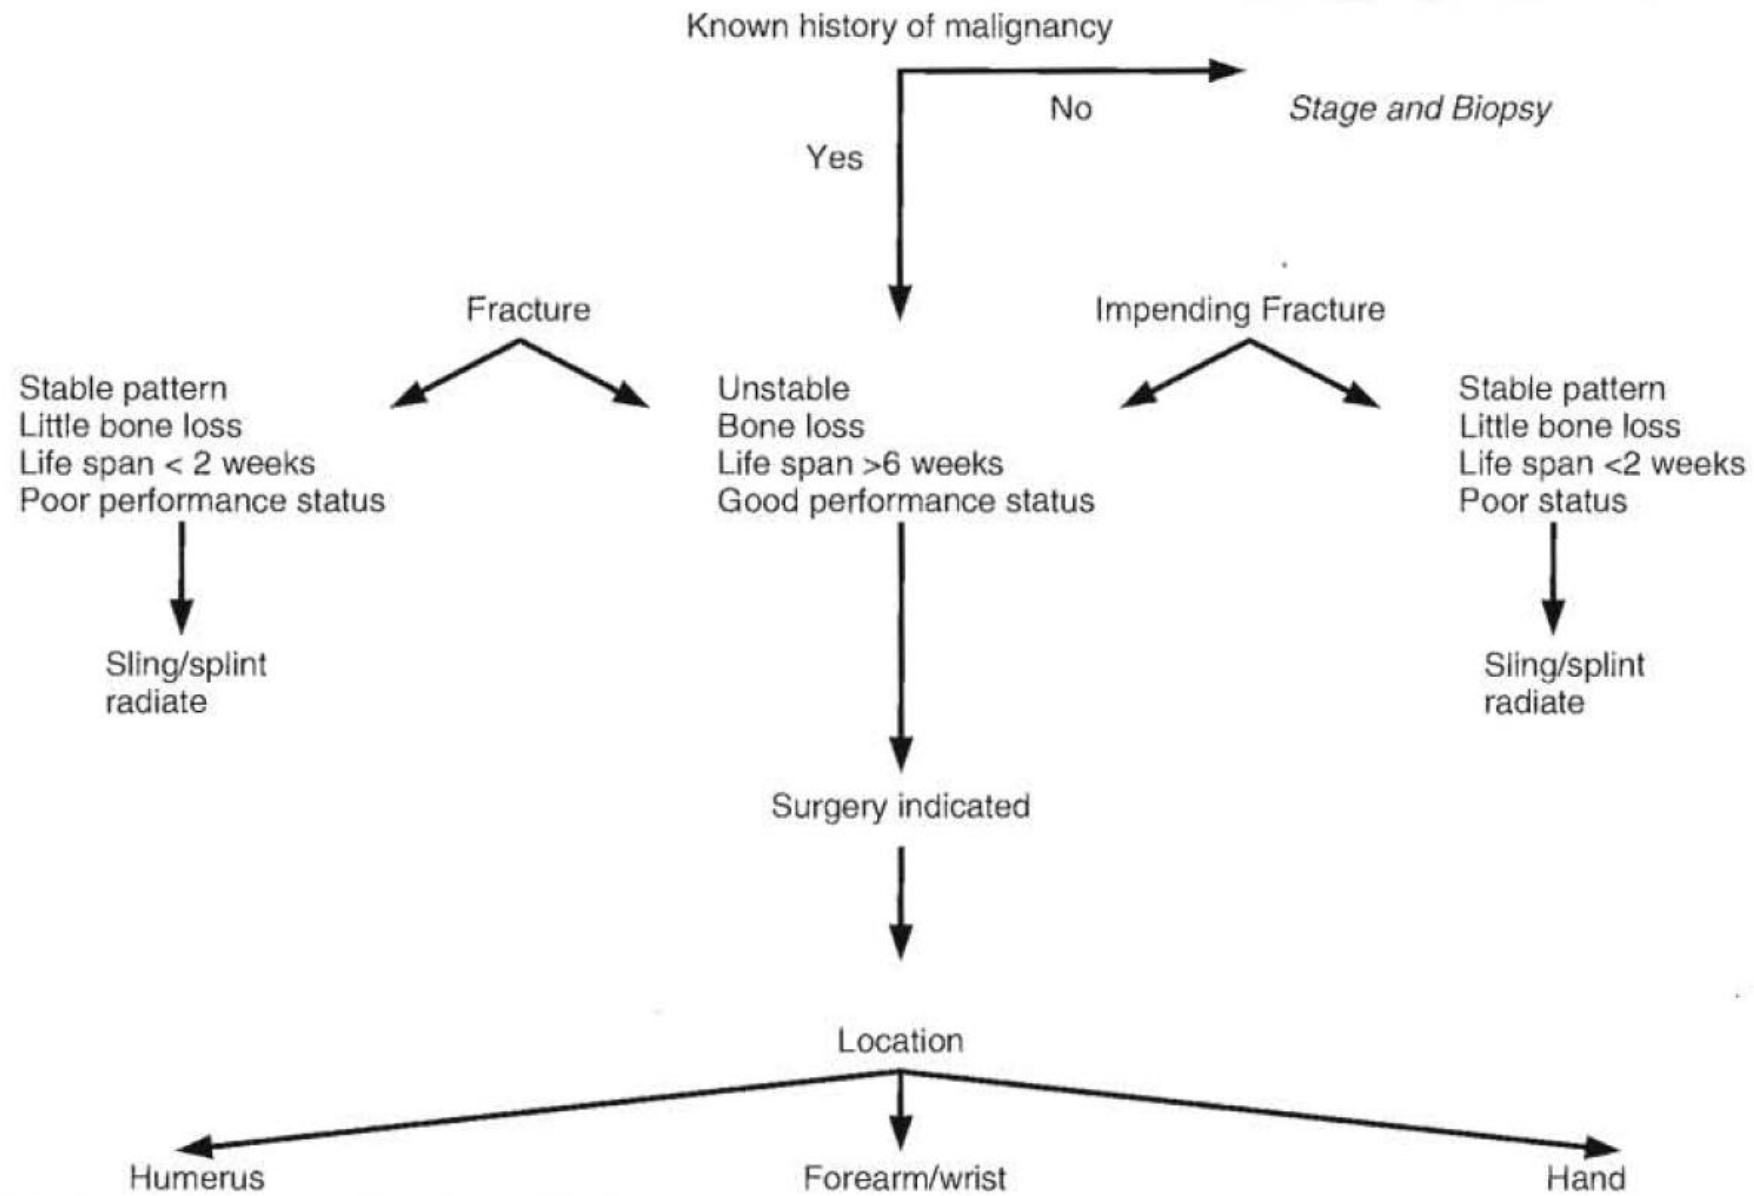 Known history of malignancy
No
Stage and Biopsy
Yes
Fracture
Impending Fracture
Stable pattern
Little bone loss
Life span < 2 weeks
Poor performance status
Unstable
Bone loss
Life span >6 weeks
Good performance status
Stable pattern
Little bone loss
Life span <2 weeks
Poor status
Sling/splint
radiate
Sling/splint
radiate
Surgery indicated
Location
Humerus
Forearm/wrist
Hand